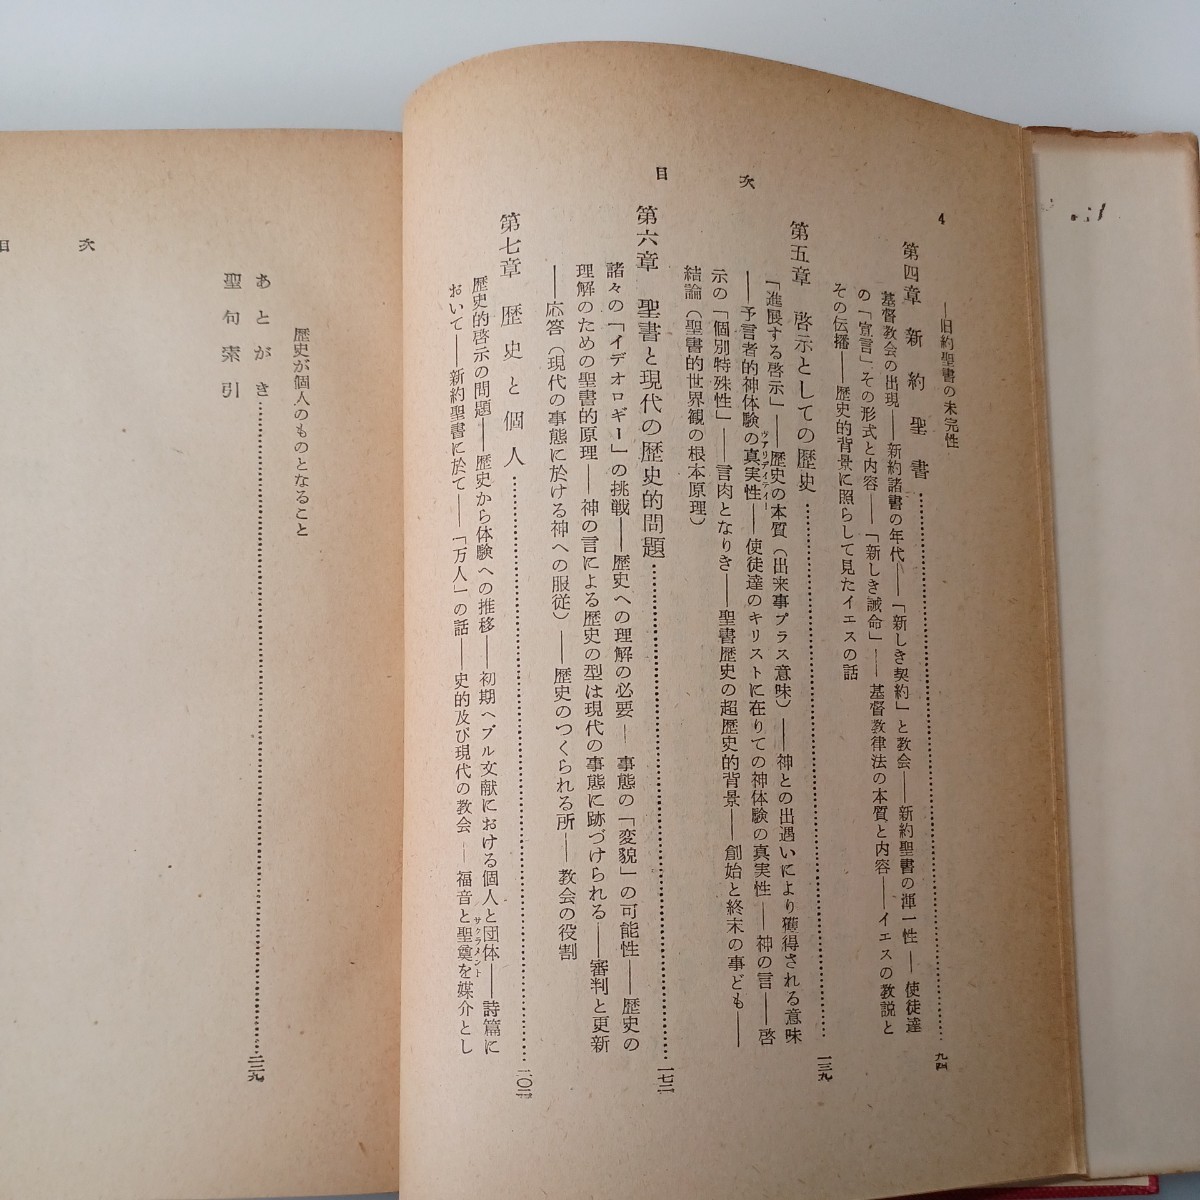 目次
4
――旧約聖書の未完性
第四章 新約聖書……九四
基督教会の出現――新約諸書の年代――「新しき契約」と教会――新約聖書の渾一性――使徒達
の「宣言」その形式と内容――「新しき誡命」――基督教律法の本質と内容――イエスの教説と
その伝播――歴史的背景に照らして見たイエスの話
第五章 啓示としての歴史……一三九
「進展する啓示」――歴史の本質(出来事プラス意味)――神との出遇いにより獲得される意味
――予言者的神体験の真実性――使徒達のキリストに在りての神体験の真実性――神の言――啓
ヴァリディティー
示の「個別特殊性」――言肉となりき――聖書歴史の超歴史的背景――創始と終末の事ども――
結論(聖書的世界観の根本原理)
第六章 聖書と現代の歴史的問題……一七二
諸々の「イデオロギー」の挑戦――歴史への理解の必要――事態の「変貌」の可能性――歴史の
理解のための聖書的原理――神の言による歴史の型は現代の事態に跡づけられる――審判と更新
――応答(現代の事態に於ける神への服従)――歴史のつくられる所――教会の役割
第七章 歴史と個人……二〇二
歴史的啓示の問題――歴史から体験への推移――初期ヘブル文献における個人と団体――詩篇に
おいて――新約聖書に於て――「万人」の話――史的及び現代の教会――福音と聖奠を媒介とし
サクラメント
目次
歴史が個人のものとなること
あとがき……二三九
聖句索引